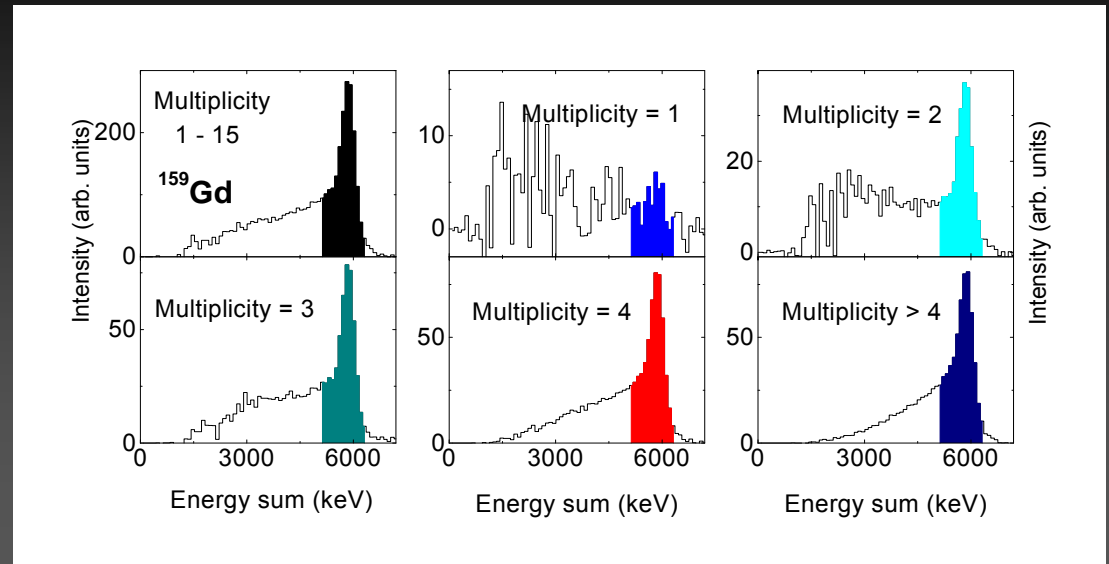 Multiplicity
1 - 15
¹⁵⁹Gd
200
0
Intensity (arb. units)
Multiplicity = 1
10
0
Multiplicity = 2
20
0
Intensity (arb. units)
Multiplicity = 3
50
0
0 3000 6000
Energy sum (keV)
Multiplicity = 4
50
0
0 3000 6000
Energy sum (keV)
Multiplicity > 4
50
0
0 3000 6000
Energy sum (keV)